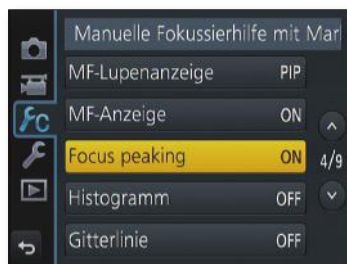 Manuelle Fokussierhilfe mit Mar
MF-Lupenanzeige PIP
MF-Anzeige ON
Focus peaking ON 4/9
Histogramm OFF
Gitterlinie OFF